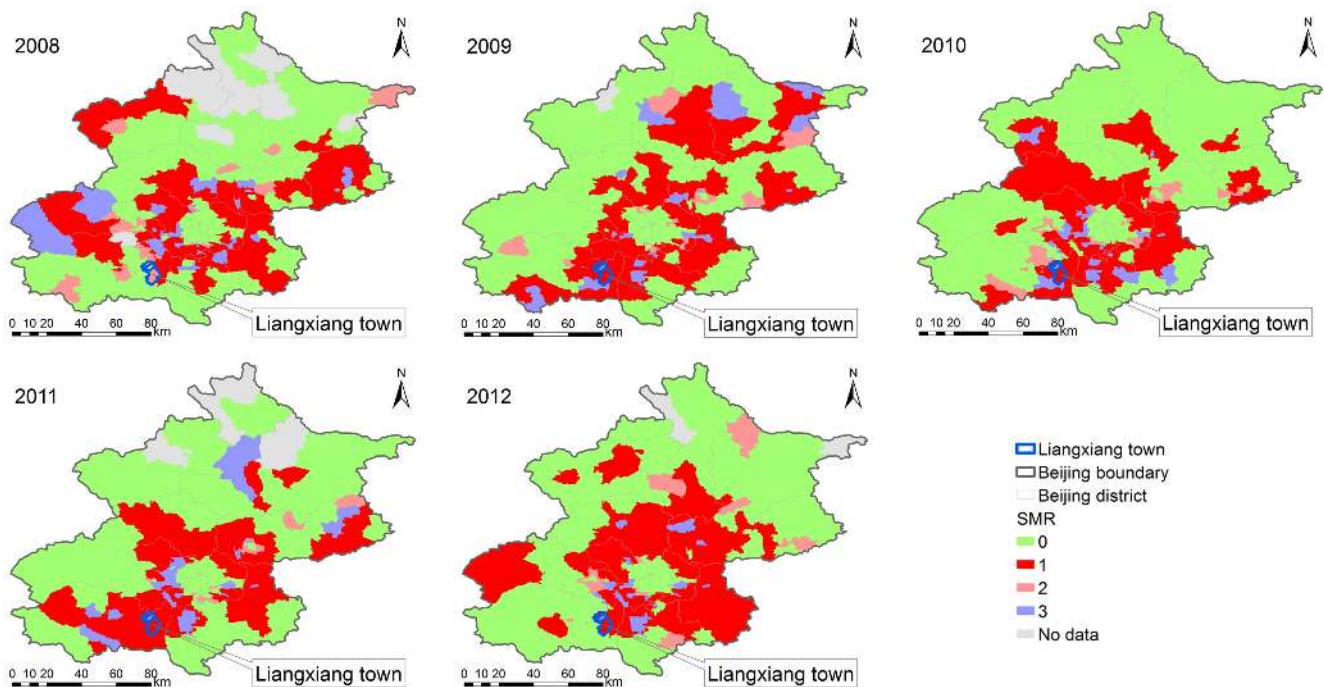 2008
N
0 10 20 40 60 80
km
Liangxiang town
2009
N
0 10 20 40 60 80
km
Liangxiang town
2010
N
0 10 20 40 60 80
km
Liangxiang town
2011
N
0 10 20 40 60 80
km
Liangxiang town
2012
N
0 10 20 40 60 80
km
Liangxiang town
Liangxiang town
Beijing boundary
Beijing district
SMR
0
1
2
3
No data